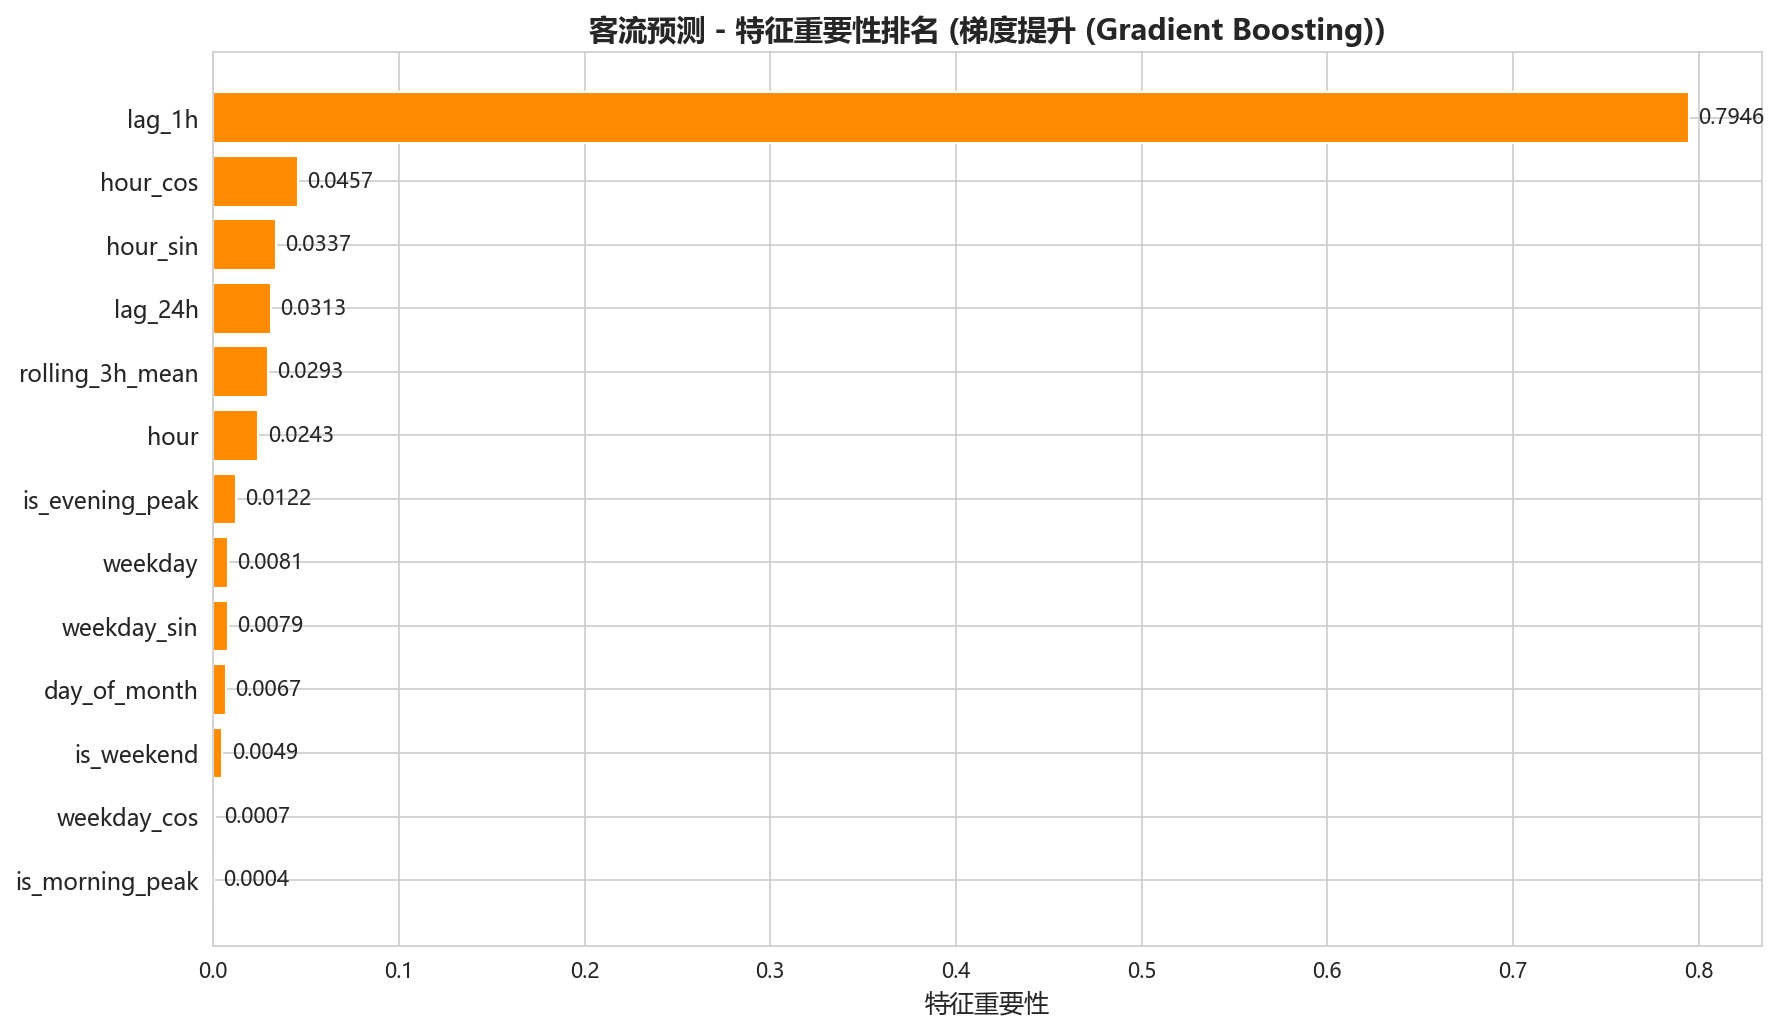 客流预测 - 特征重要性排名 (梯度提升 (Gradient Boosting))
lag_1h 0.7946
hour_cos 0.0457
hour_sin 0.0337
lag_24h 0.0313
rolling_3h_mean 0.0293
hour 0.0243
is_evening_peak 0.0122
weekday 0.0081
weekday_sin 0.0079
day_of_month 0.0067
is_weekend 0.0049
weekday_cos 0.0007
is_morning_peak 0.0004
0.0 0.1 0.2 0.3 0.4 0.5 0.6 0.7 0.8
特征重要性